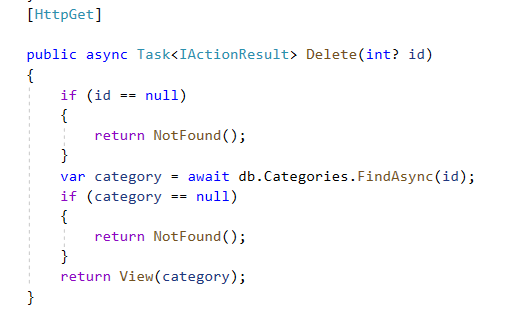 [HttpGet]
public async Task<IActionResult> Delete(int? id)
{
if (id == null)
{
return NotFound();
}
var category = await db.Categories.FindAsync(id);
if (category == null)
{
return NotFound();
}
return View(category);
}